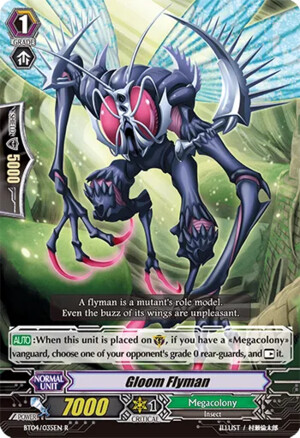 1
GRADE
SHIELD
5000
A flyman is a mutant's role model.
Even the buzz of its wings are unpleasant.
AUTO:When this unit is placed on , if you have a «Megacolony»
vanguard, choose one of your opponent's grade 0 rear-guards, and it.
NORMAL
UNIT
Gloom Flyman
POWER
7000
1
CRITICAL
Megacolony
Insect
BT04/035EN R
ILLUST / 村瀬倫太郎